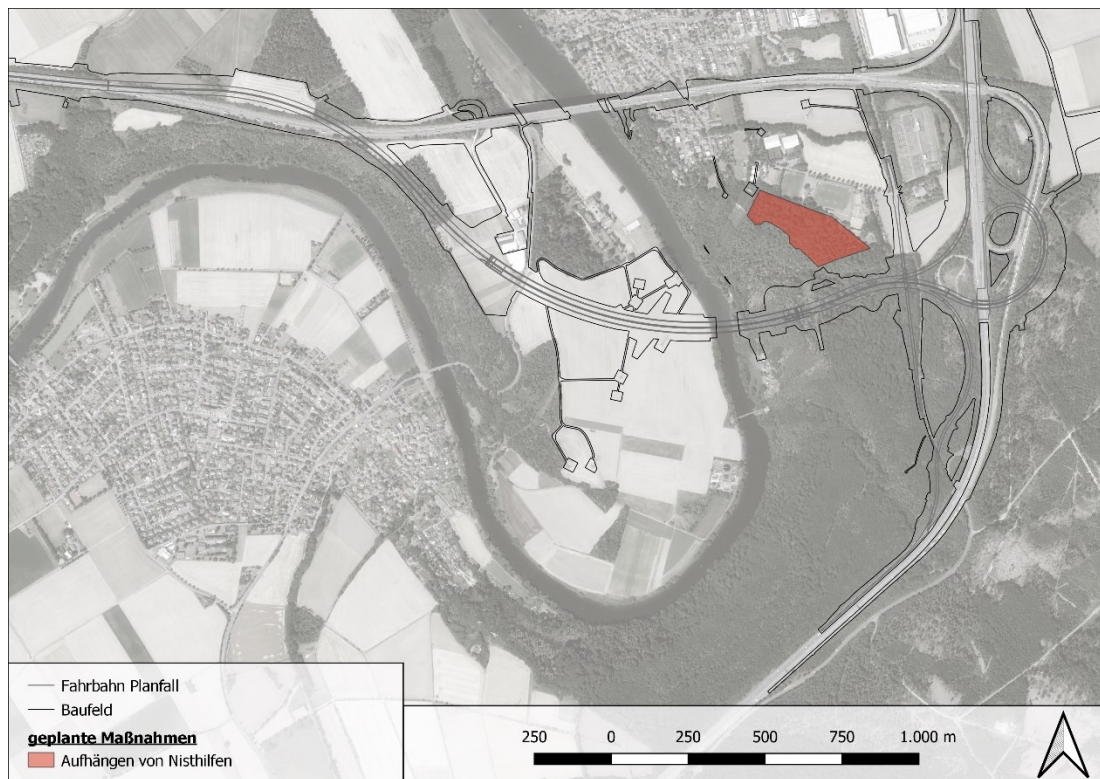 Fahrbahn Planfall
Baufeld
geplante Maßnahmen
Aufhängen von Nisthilfen
250 0 250 500 750 1.000 m